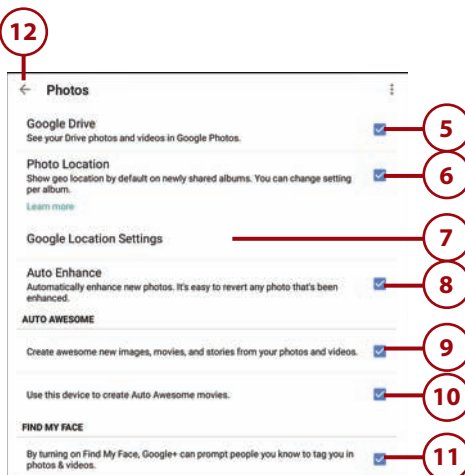 12
Photos
Google Drive
See your Drive photos and videos in Google Photos.
5
Photo Location
Show geo location by default on newly shared albums. You can change setting
per album.
6
Learn more
Google Location Settings
7
Auto Enhance
Automatically enhance new photos. It's easy to revert any photo that's been
enhanced.
8
AUTO AWESOME
Create awesome new images, movies, and stories from your photos and videos.
9
Use this device to create Auto Awesome movies.
10
FIND MY FACE
By turning on Find My Face, Google+ can prompt people you know to tag you in
photos & videos.
11